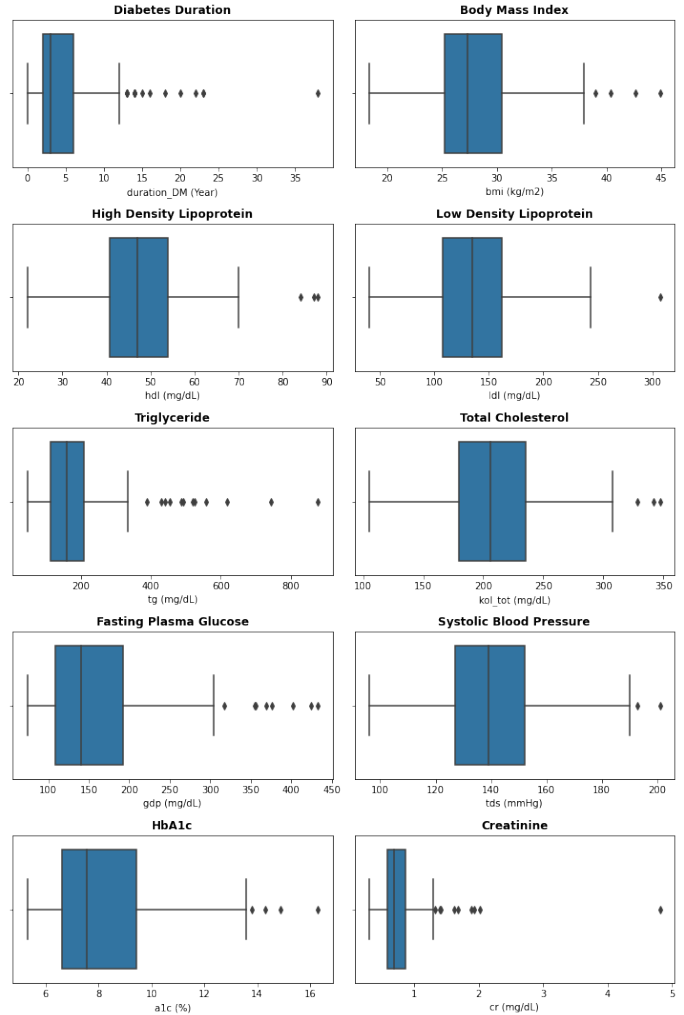 Diabetes Duration
0 5 10 15 20 25 30 35
duration_DM (Year)
Body Mass Index
20 25 30 35 40 45
bmi (kg/m2)
High Density Lipoprotein
20 30 40 50 60 70 80 90
hdl (mg/dL)
Low Density Lipoprotein
50 100 150 200 250 300
ldl (mg/dL)
Triglyceride
200 400 600 800
tg (mg/dL)
Total Cholesterol
100 150 200 250 300 350
kol_tot (mg/dL)
Fasting Plasma Glucose
100 150 200 250 300 350 400 450
gdp (mg/dL)
Systolic Blood Pressure
100 120 140 160 180 200
tds (mmHg)
HbA1c
6 8 10 12 14 16
a1c (%)
Creatinine
1 2 3 4 5
cr (mg/dL)